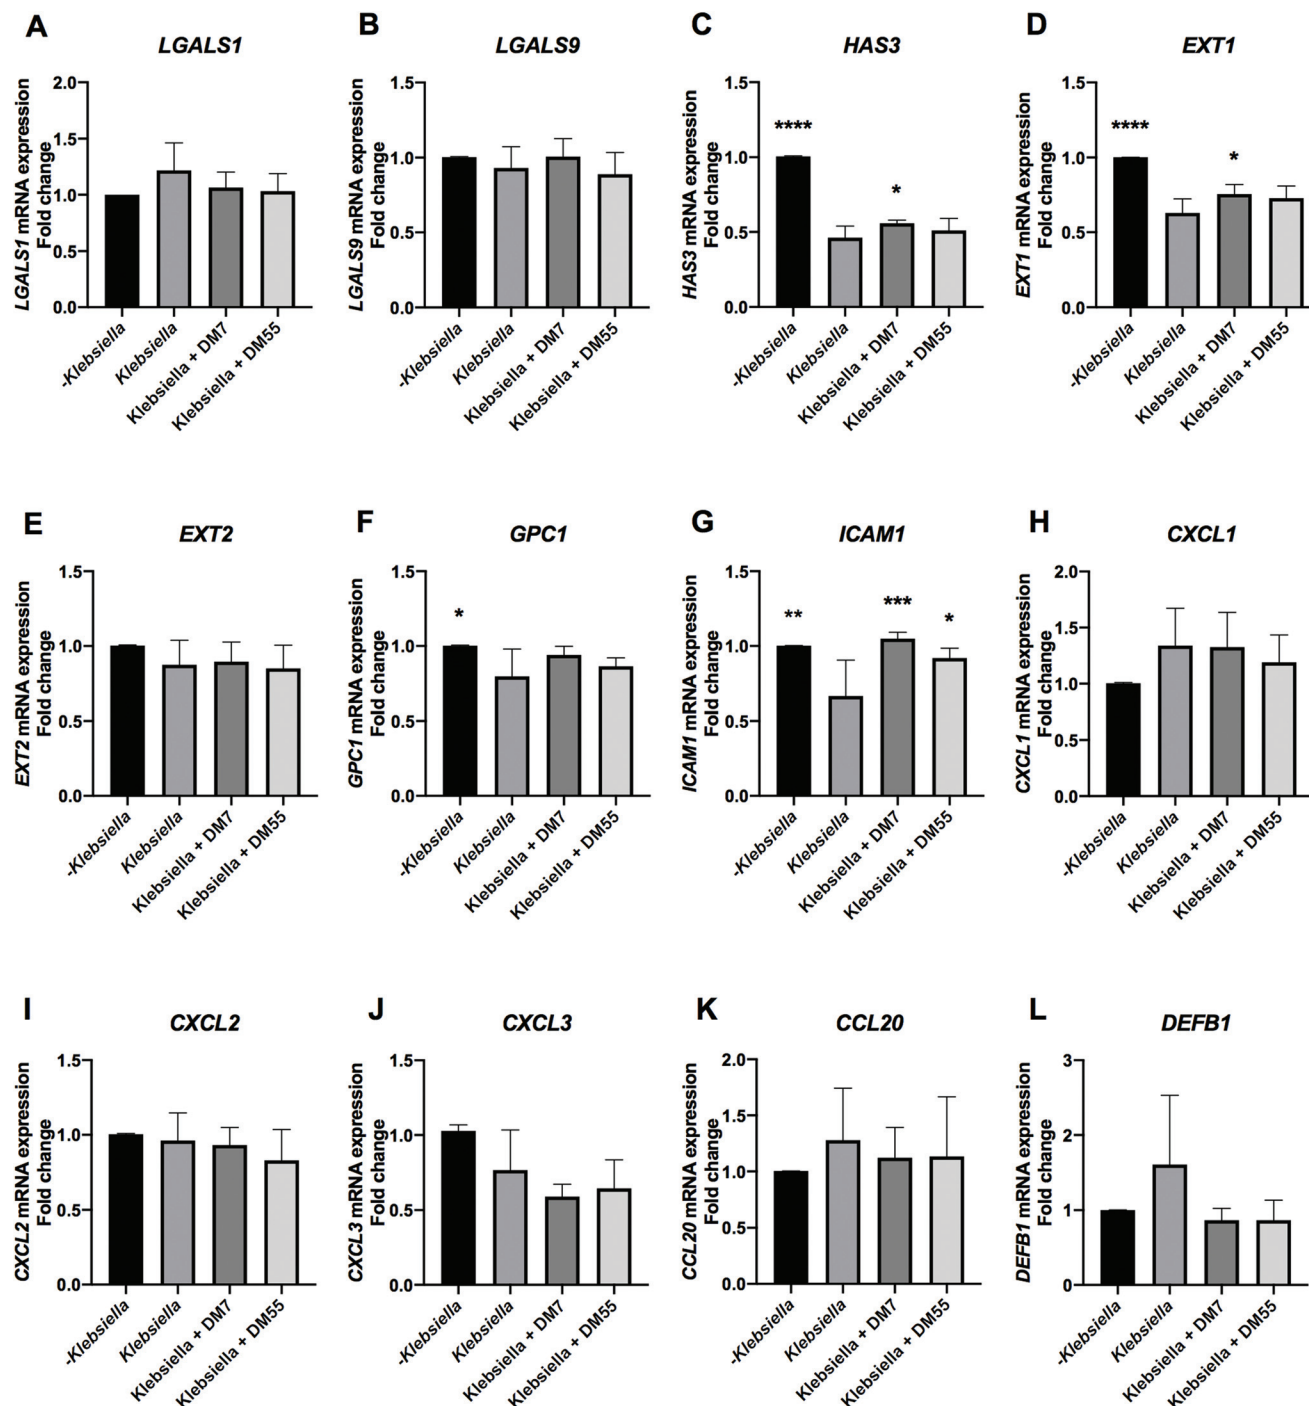 A
LGALS1
LGALS1 mRNA expression
Fold change
2.0
1.5
1.0
0.5
0.0
-Klebsiella
Klebsiella
Klebsiella + DM7
Klebsiella + DM55
B
LGALS9
LGALS9 mRNA expression
Fold change
1.5
1.0
0.5
0.0
-Klebsiella
Klebsiella
Klebsiella + DM7
Klebsiella + DM55
C
HAS3
HAS3 mRNA expression
Fold change
1.5
1.0
0.5
0.0
****
*
-Klebsiella
Klebsiella
Klebsiella + DM7
Klebsiella + DM55
D
EXT1
EXT1 mRNA expression
Fold change
1.5
1.0
0.5
0.0
****
*
-Klebsiella
Klebsiella
Klebsiella + DM7
Klebsiella + DM55
E
EXT2
EXT2 mRNA expression
Fold change
1.5
1.0
0.5
0.0
-Klebsiella
Klebsiella
Klebsiella + DM7
Klebsiella + DM55
F
GPC1
GPC1 mRNA expression
Fold change
1.5
1.0
0.5
0.0
*
-Klebsiella
Klebsiella
Klebsiella + DM7
Klebsiella + DM55
G
ICAM1
ICAM1 mRNA expression
Fold change
1.5
1.0
0.5
0.0
**
***
*
-Klebsiella
Klebsiella
Klebsiella + DM7
Klebsiella + DM55
H
CXCL1
CXCL1 mRNA expression
Fold change
2.0
1.5
1.0
0.5
0.0
-Klebsiella
Klebsiella
Klebsiella + DM7
Klebsiella + DM55
I
CXCL2
CXCL2 mRNA expression
Fold change
1.5
1.0
0.5
0.0
-Klebsiella
Klebsiella
Klebsiella + DM7
Klebsiella + DM55
J
CXCL3
CXCL3 mRNA expression
Fold change
1.5
1.0
0.5
0.0
-Klebsiella
Klebsiella
Klebsiella + DM7
Klebsiella + DM55
K
CCL20
CCL20 mRNA expression
Fold change
2.0
1.5
1.0
0.5
0.0
-Klebsiella
Klebsiella
Klebsiella + DM7
Klebsiella + DM55
L
DEFB1
DEFB1 mRNA expression
Fold change
3
2
1
0
-Klebsiella
Klebsiella
Klebsiella + DM7
Klebsiella + DM55